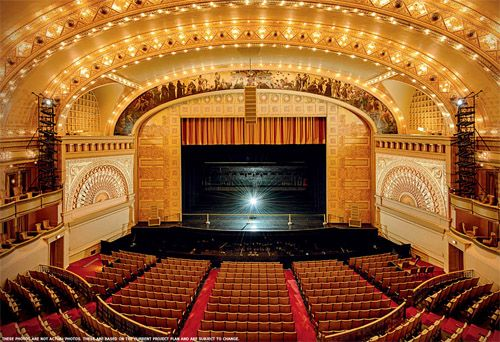 THESE PHOTOS ARE NOT ACTUAL PHOTOS. THESE ARE BASED ON THE CURRENT PROJECT PLAN AND ARE SUBJECT TO CHANGE.